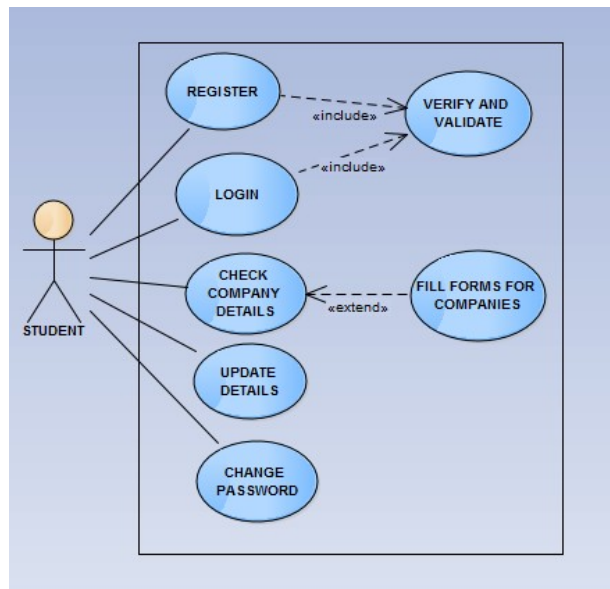 REGISTER
«include»
VERIFY AND
VALIDATE
LOGIN
«include»
STUDENT
CHECK
COMPANY
DETAILS
«extend»
FILL FORMS FOR
COMPANIES
UPDATE
DETAILS
CHANGE
PASSWORD